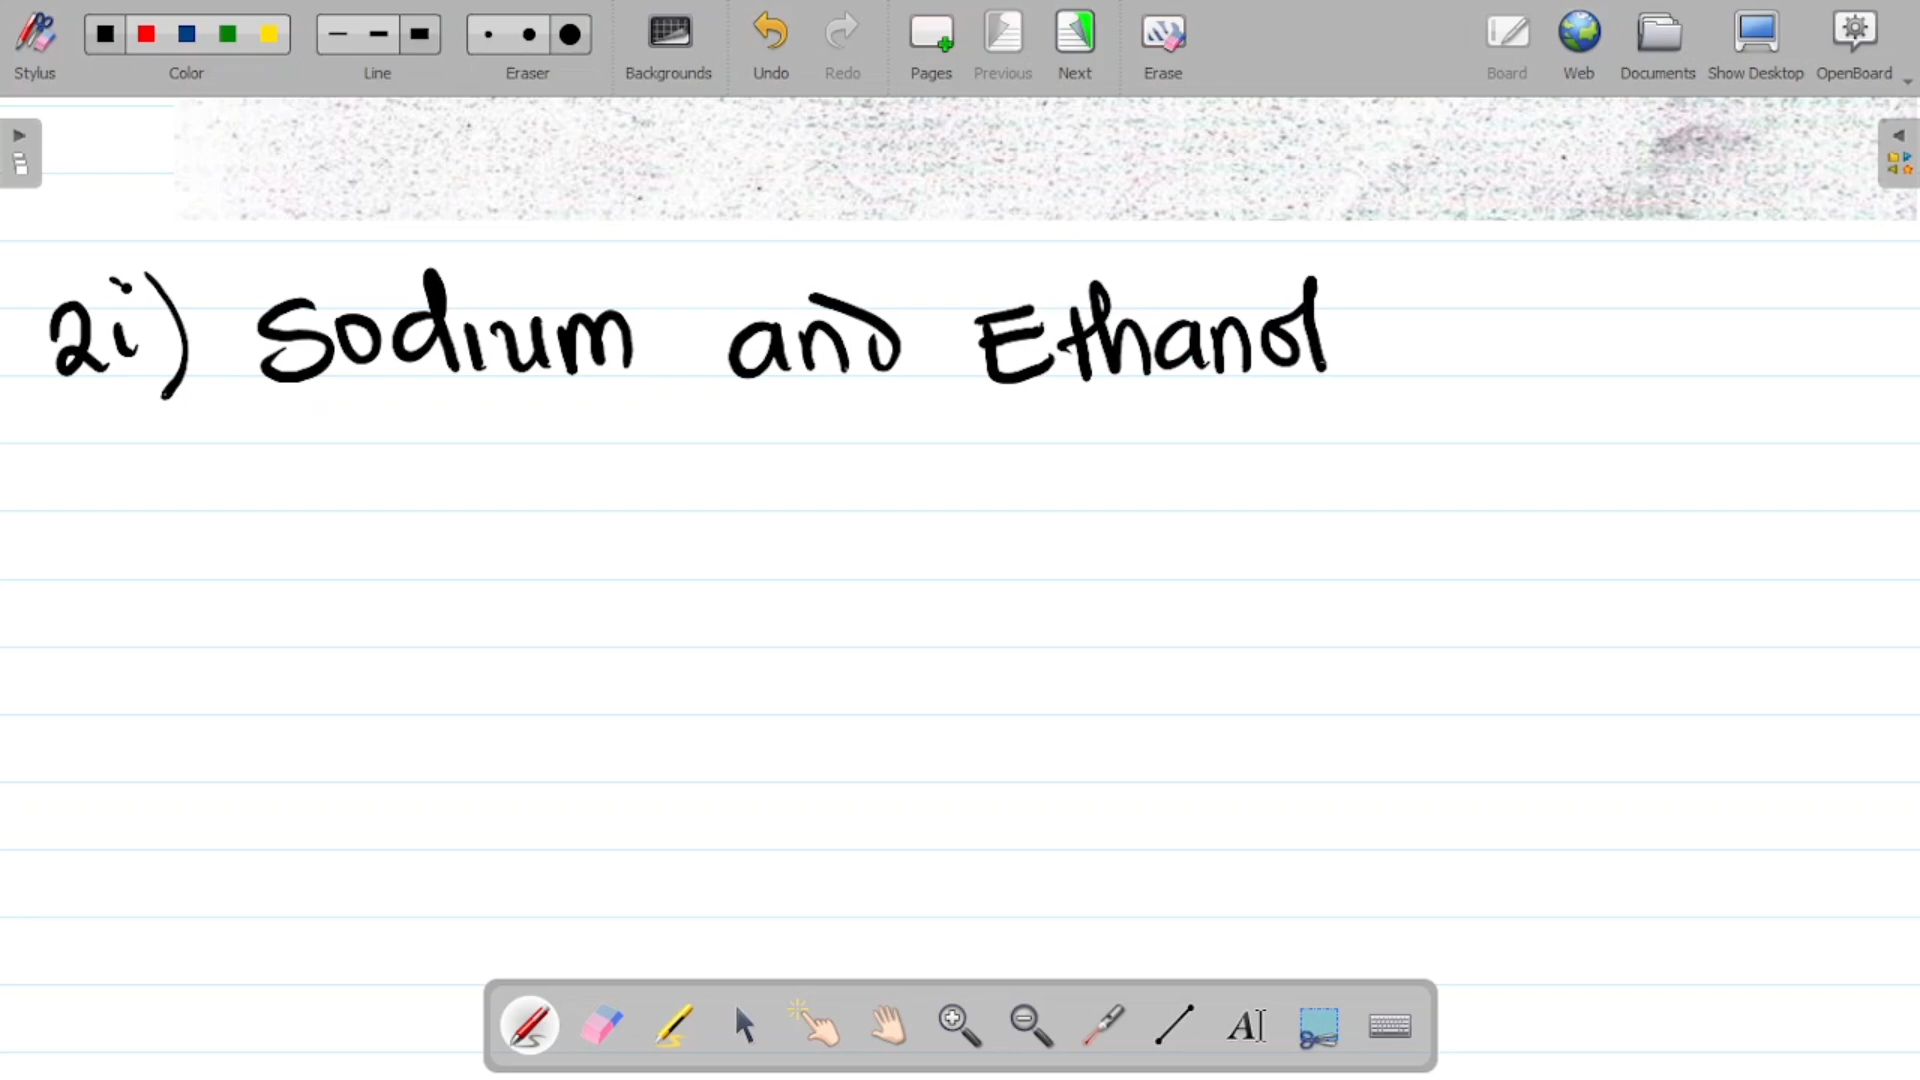 Stylus Color Line Eraser Backgrounds Undo Redo Pages Previous Next Erase Board Web Documents Show Desktop OpenBoard
2i) Sodium and Ethanol